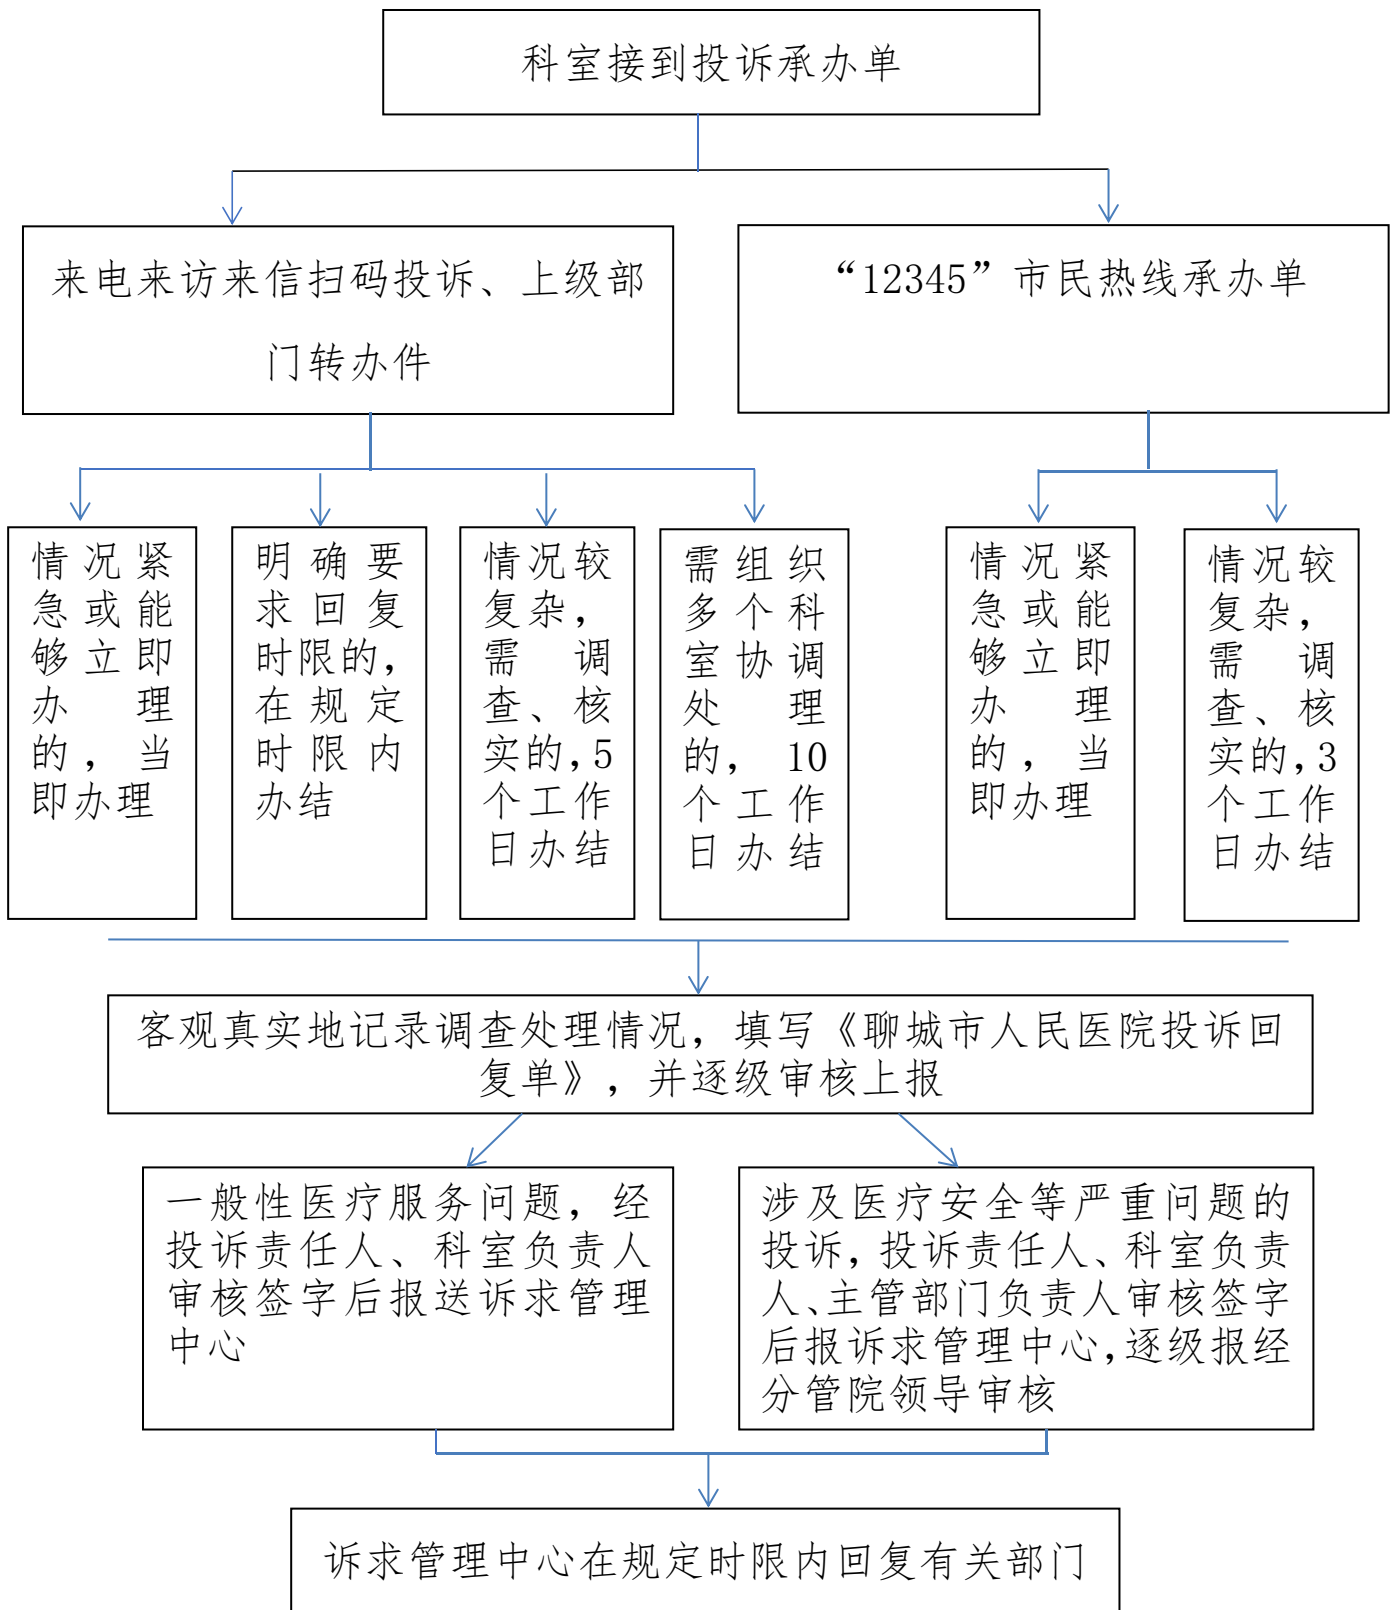 科室接到投诉承办单
来电来访来信扫码投诉、上级部
门转办件
“12345”市民热线承办单
情况紧
急或能
够立即
办理
的，当
即办理
明确要
求回复
时限的，
在规定
时限内
办结
情况较
复杂，
需调
查、核
实的，5
个工作
日办结
需组织
多个科
室协调
处理
的，10
个工作
日办结
情况紧
急或能
够立即
办理
的，当
即办理
情况较
复杂，
需调
查、核
实的，3
个工作
日办结
客观真实地记录调查处理情况，填写《聊城市人民医院投诉回
复单》，并逐级审核上报
一般性医疗服务问题，经
投诉责任人、科室负责人
审核签字后报送诉求管理
中心
涉及医疗安全等严重问题的
投诉，投诉责任人、科室负责
人、主管部门负责人审核签字
后报诉求管理中心，逐级报经
分管院领导审核
诉求管理中心在规定时限内回复有关部门